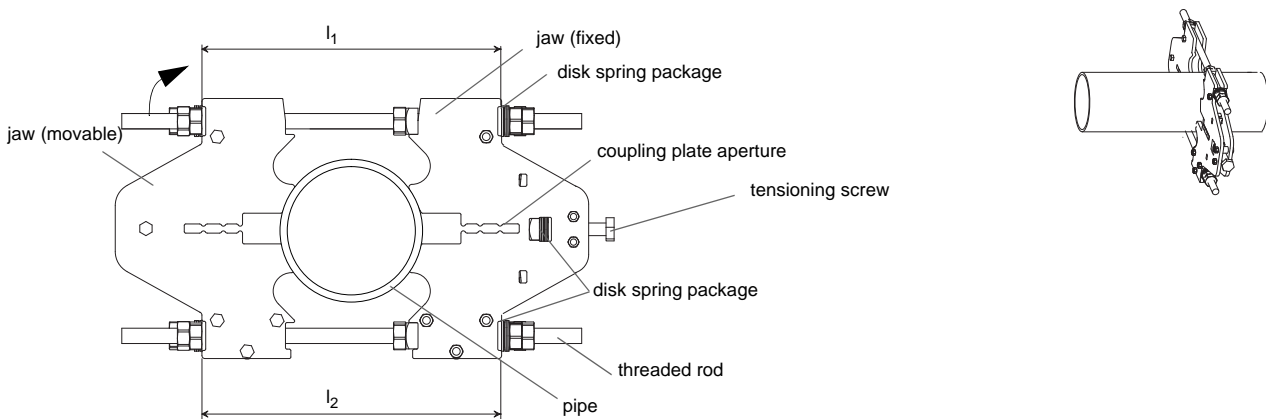 l1
jaw (fixed)
disk spring package
jaw (movable)
coupling plate aperture
tensioning screw
disk spring package
threaded rod
l2
pipe